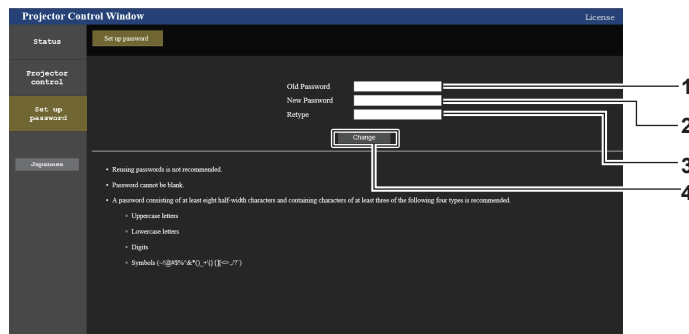 Projector Control Window
License
Status
Set up password
Projector
control
Set up
password
Japanese
Old Password
New Password
Retype
Change
1
2
3
4
• Reusing passwords is not recommended.
• Password cannot be blank.
• A password consisting of at least eight half-width characters and containing characters of at least three of the following four types is recommended.
Uppercase letters
Lowercase letters
Digits
Symbols